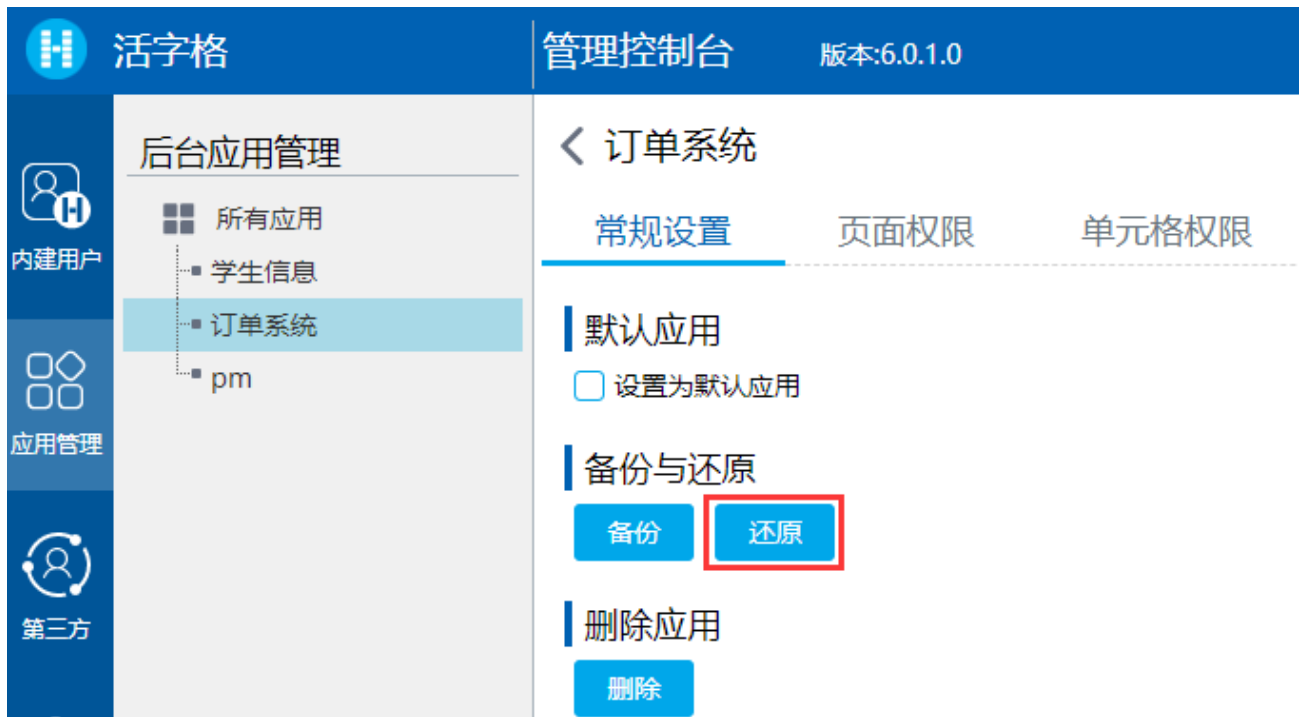 活字格
管理控制台
版本:6.0.1.0
内建用户
应用管理
第三方
后台应用管理
所有应用
学生信息
订单系统
pm
订单系统
常规设置 页面权限 单元格权限
默认应用
设置为默认应用
备份与还原
备份 还原
删除应用
删除